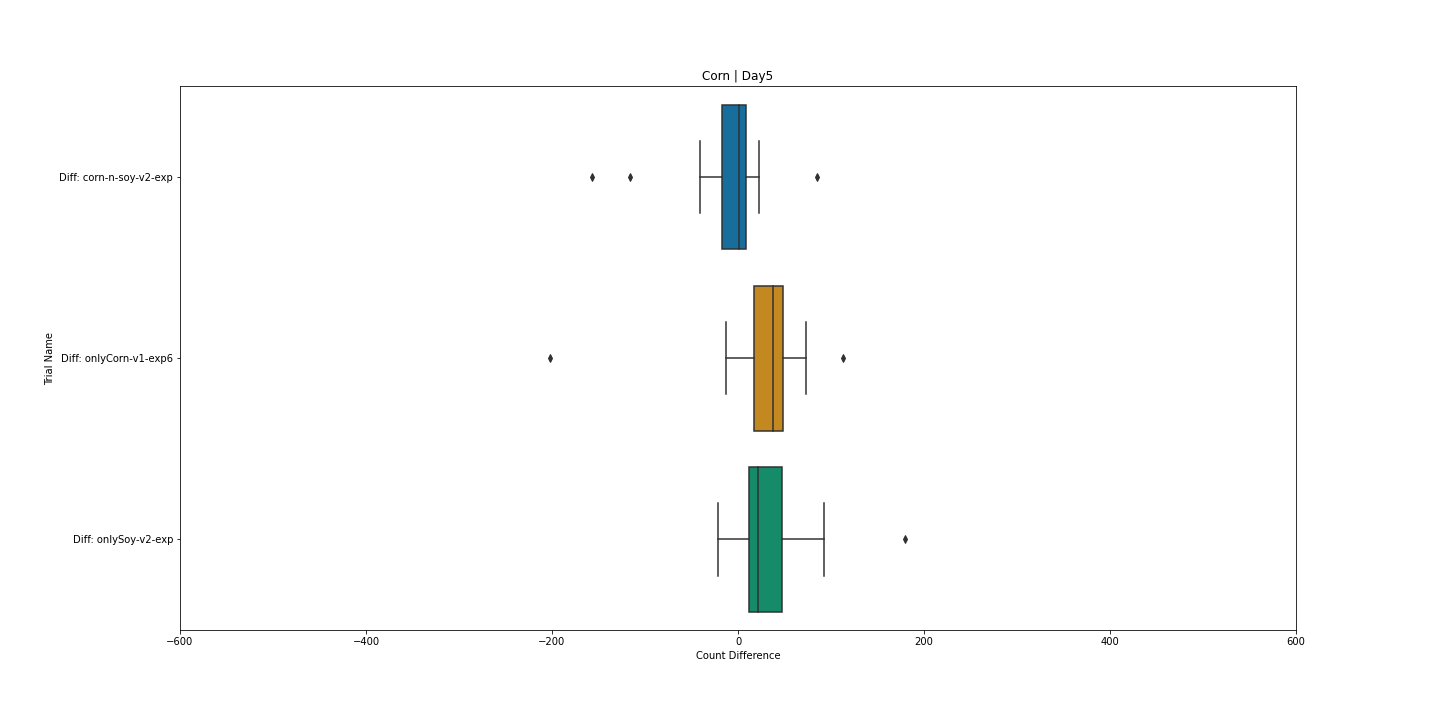 Corn | Day5
Trial Name
Diff: corn-n-soy-v2-exp
Diff: onlyCorn-v1-exp6
Diff: onlySoy-v2-exp
−600 −400 −200 0 200 400 600
Count Difference